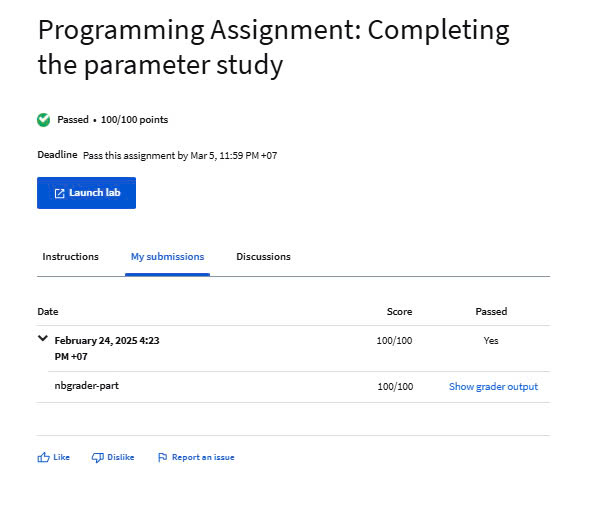 Programming Assignment: Completing
the parameter study
Passed • 100/100 points
Deadline Pass this assignment by Mar 5, 11:59 PM +07
Launch lab
Instructions My submissions Discussions
Date Score Passed
February 24, 2025 4:23 100/100 Yes
PM +07
nbgrader-part 100/100 Show grader output
Like Dislike Report an issue